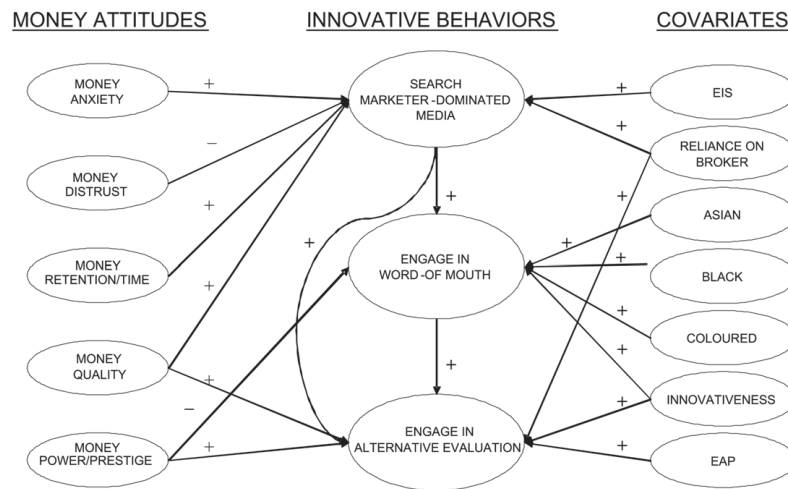 MONEY ATTITUDES
INNOVATIVE BEHAVIORS
COVARIATES
MONEY
ANXIETY
+
MONEY
DISTRUST
–
MONEY
RETENTION/TIME
+
MONEY
QUALITY
+
+
MONEY
POWER/PRESTIGE
–
+
SEARCH
MARKETER-DOMINATED
MEDIA
+
+
ENGAGE IN
WORD-OF MOUTH
+
ENGAGE IN
ALTERNATIVE EVALUATION
EIS
+
RELIANCE ON
BROKER
+
+
ASIAN
+
BLACK
+
COLOURED
+
INNOVATIVENESS
+
+
EAP
+